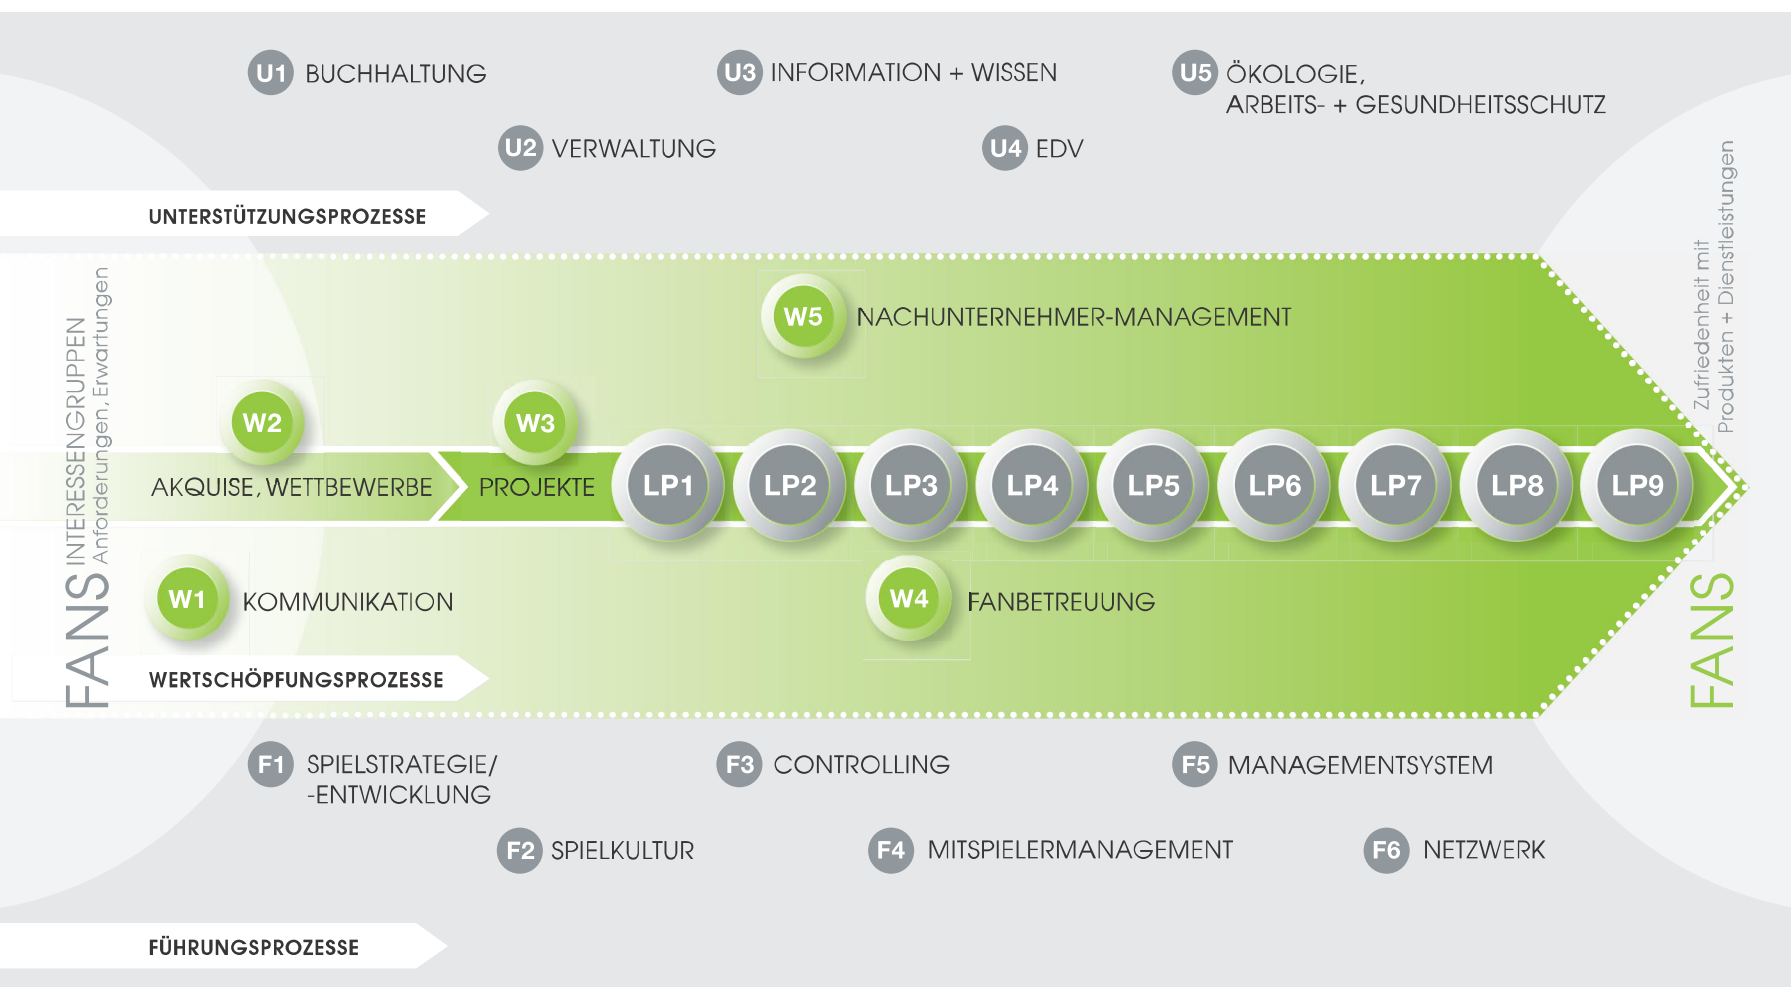 U1 BUCHHALTUNG
U3 INFORMATION + WISSEN
U5 ÖKOLOGIE,
ARBEITS- + GESUNDHEITSSCHUTZ
U2 VERWALTUNG
U4 EDV
UNTERSTÜTZUNGSPROZESSE
FANS INTERESSENGRUPPEN
Anforderungen, Erwartungen
W5 NACHUNTERNEHMER-MANAGEMENT
W2
AKQUISE, WETTBEWERBE
W3
PROJEKTE
LP1 LP2 LP3 LP4 LP5 LP6 LP7 LP8 LP9
W1 KOMMUNIKATION
W4 FANBETREUUNG
WERTSCHÖPFUNGSPROZESSE
Zufriedenheit mit
Produkten + Dienstleistungen
FANS
F1 SPIELSTRATEGIE/
-ENTWICKLUNG
F3 CONTROLLING
F5 MANAGEMENTSYSTEM
F2 SPIELKULTUR
F4 MITSPIELERMANAGEMENT
F6 NETZWERK
FÜHRUNGSPROZESSE